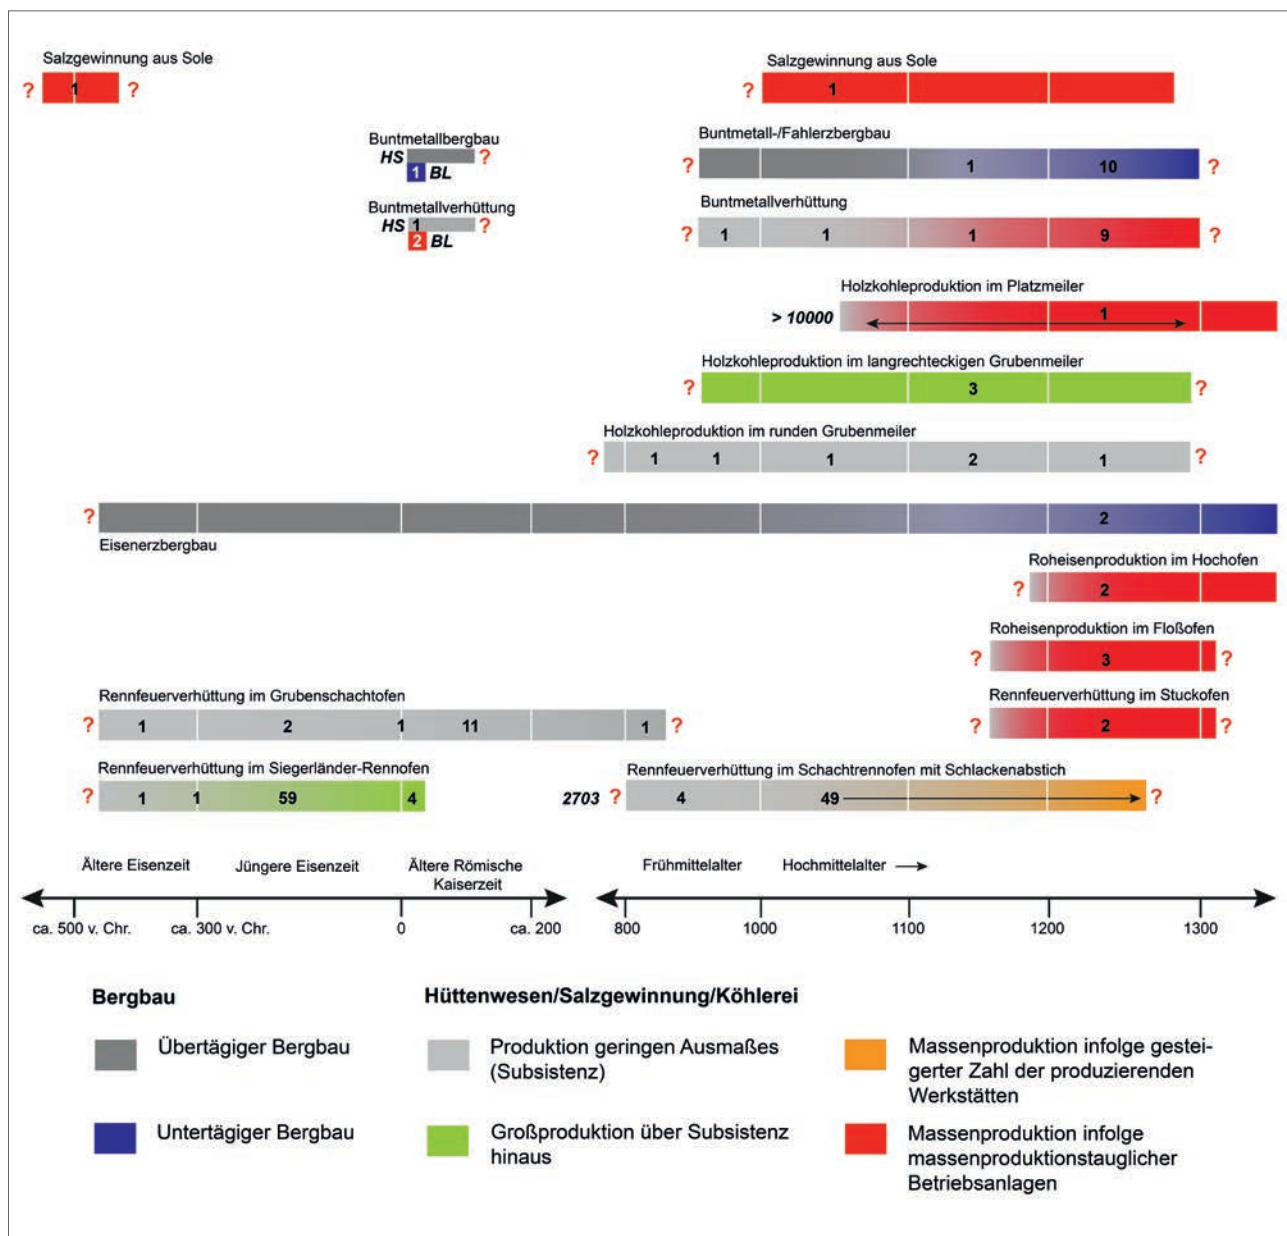 Salzgewinnung aus Sole
? 1 ?
Salzgewinnung aus Sole
? 1
Buntmetallbergbau
HS ?
1 BL
Buntmetall-/Fahlerzbergbau
? 1 10 ?
Buntmetallverhüttung
HS 1 ?
2 BL
Buntmetallverhüttung
? 1 1 1 9 ?
Holzkohleproduktion im Platzmeiler
> 10000 1
Holzkohleproduktion im langrechteckigen Grubenmeiler
? 3 ?
Holzkohleproduktion im runden Grubenmeiler
? 1 1 1 2 1 ?
? 2
Eisenerzbergbau
Roheisenproduktion im Hochofen
? 2
Roheisenproduktion im Floßofen
? 3 ?
Rennfeuerverhüttung im Grubenschachtofen
? 1 2 1 11 1 ?
Rennfeuerverhüttung im Stuckofen
? 2 ?
Rennfeuerverhüttung im Siegerländer-Rennofen
? 1 1 59 4
Rennfeuerverhüttung im Schachtrennofen mit Schlackenabstich
2703 ? 4 49 ?
Ältere Eisenzeit
Jüngere Eisenzeit
Ältere Römische
Kaiserzeit
Frühmittelalter
Hochmittelalter
ca. 500 v. Chr. ca. 300 v. Chr. 0 ca. 200 800 1000 1100 1200 1300
Bergbau
Übertägiger Bergbau
Untertägiger Bergbau
Hüttenwesen/Salzgewinnung/Köhlerei
Produktion geringen Ausmaßes
(Subsistenz)
Großproduktion über Subsistenz
hinaus
Massenproduktion infolge gestei-
gerter Zahl der produzierenden
Werkstätten
Massenproduktion infolge
massenproduktionstauglicher
Betriebsanlagen